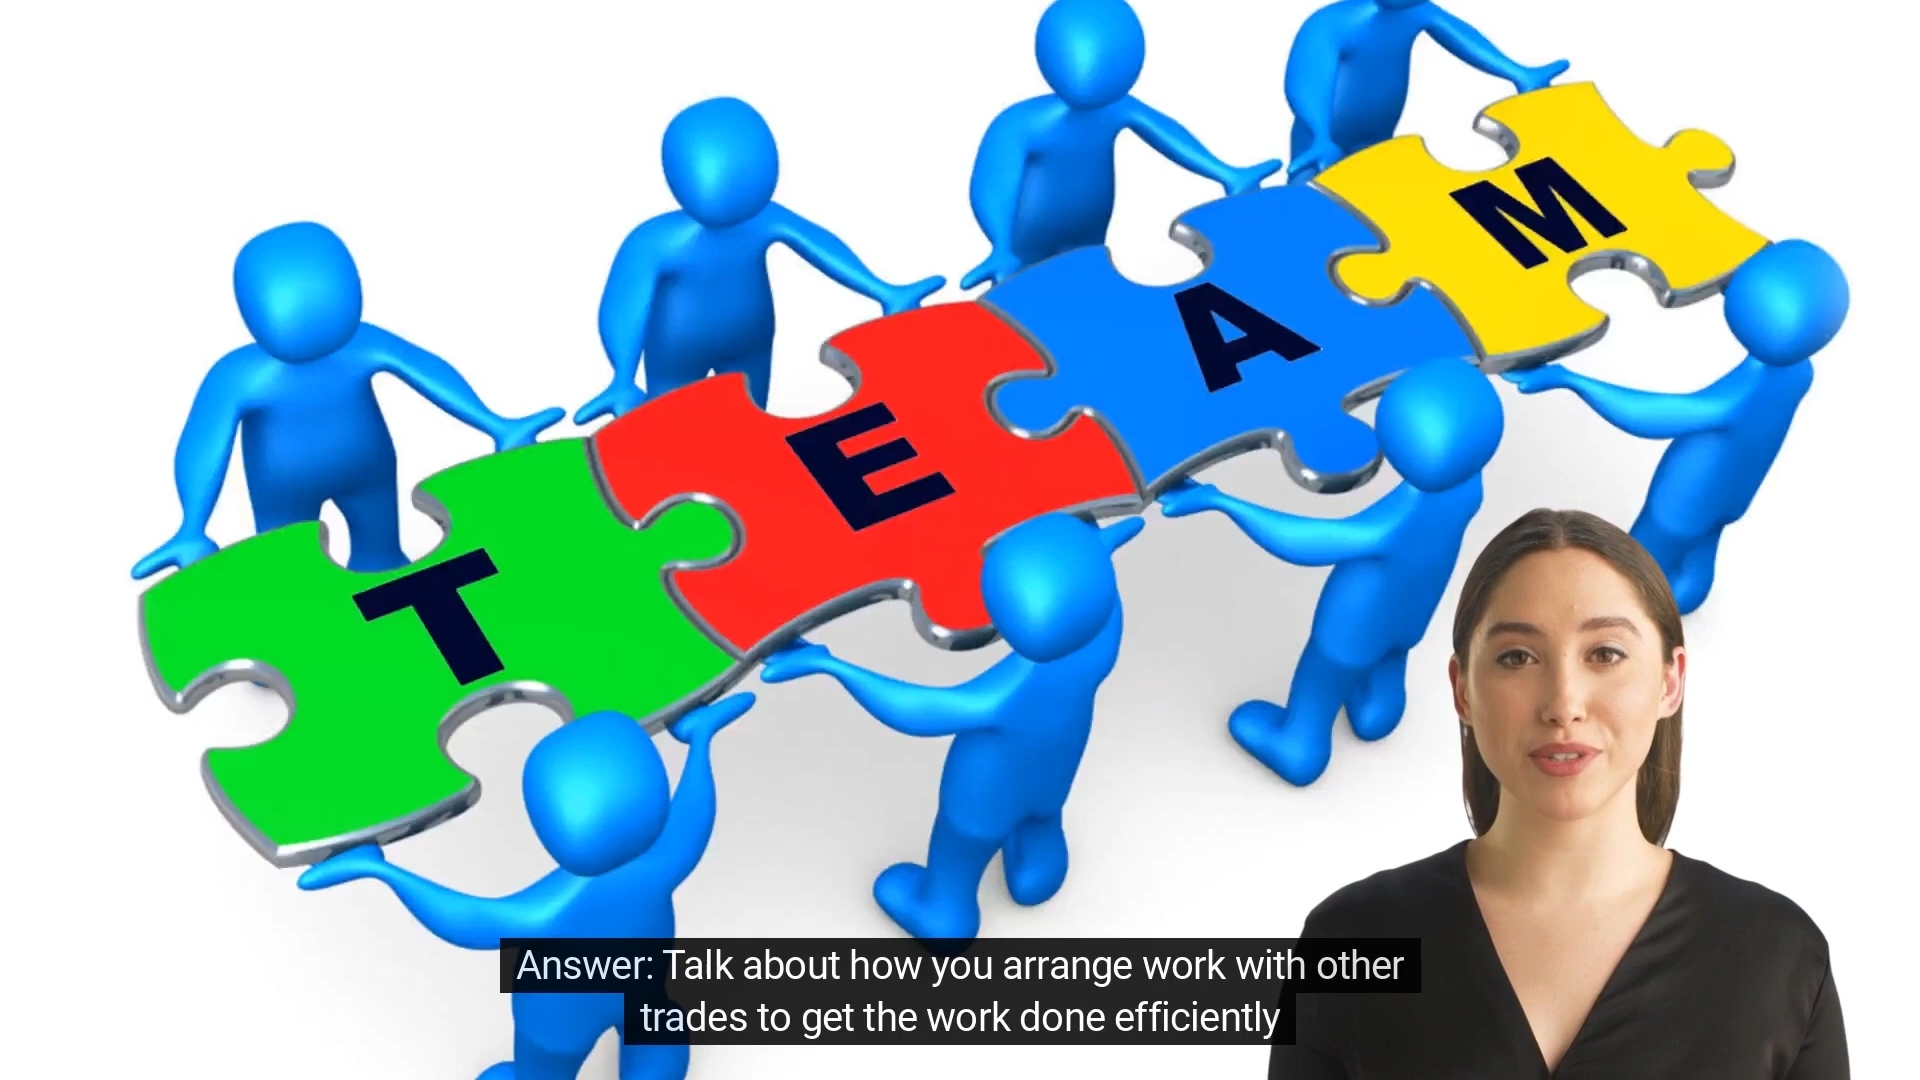 T E A M
Answer: Talk about how you arrange work with other
trades to get the work done efficiently